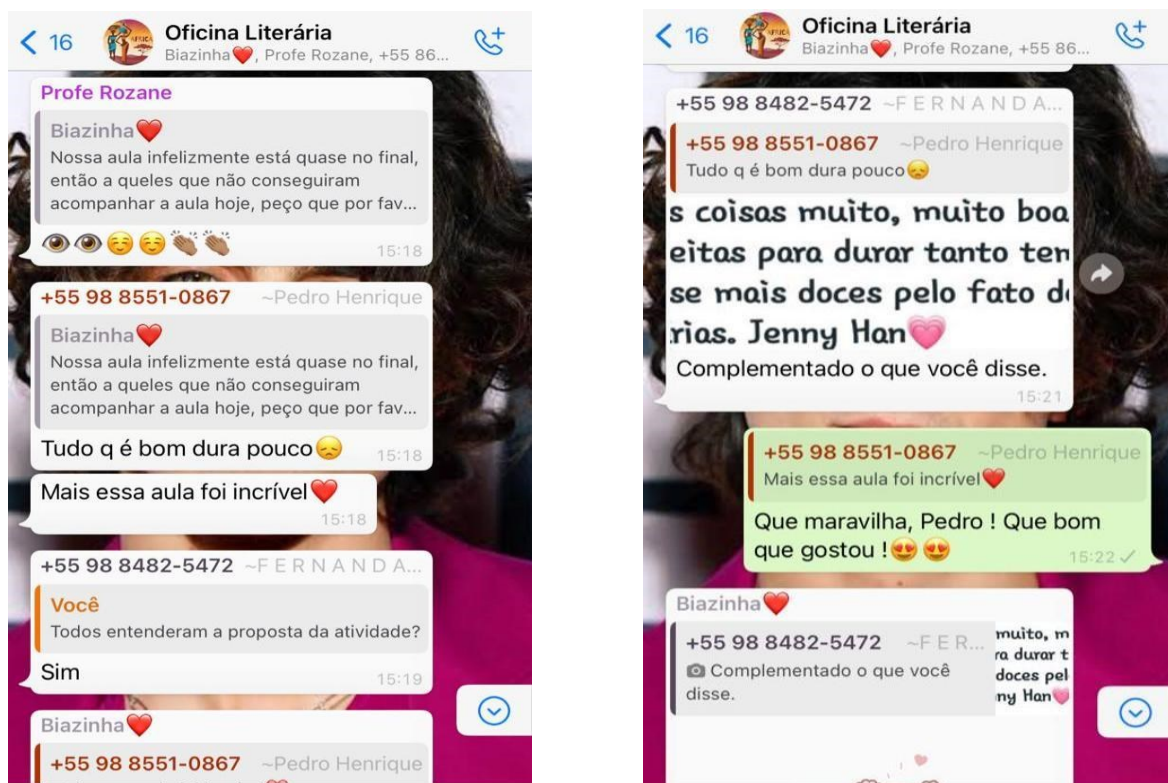 16
Oficina Literária
Biazinha❤️, Profe Rozane, +55 86...
Profe Rozane
Biazinha❤️
Nossa aula infelizmente está quase no final,
então a queles que não conseguiram
acompanhar a aula hoje, peço que por fav...
👁️👁️☺️☺️👏🏽👏🏽 15:18
+55 98 8551-0867 ~Pedro Henrique
Biazinha❤️
Nossa aula infelizmente está quase no final,
então a queles que não conseguiram
acompanhar a aula hoje, peço que por fav...
Tudo q é bom dura pouco😞 15:18
Mais essa aula foi incrível❤️
15:18
+55 98 8482-5472 ~F E R N A N D A...
Você
Todos entenderam a proposta da atividade?
Sim 15:19
Biazinha❤️
+55 98 8551-0867 ~Pedro Henrique
16
Oficina Literária
Biazinha❤️, Profe Rozane, +55 86...
+55 98 8482-5472 ~F E R N A N D A...
+55 98 8551-0867 ~Pedro Henrique
Tudo q é bom dura pouco😞
s coisas muito, muito boa
eitas para durar tanto ten
se mais doces pelo fato d
rias. Jenny Han💗
Complementado o que você disse.
15:21
+55 98 8551-0867 ~Pedro Henrique
Mais essa aula foi incrível❤️
Que maravilha, Pedro ! Que bom
que gostou !😍😍 15:22 ✓
Biazinha❤️
+55 98 8482-5472 ~F E R...
📷 Complementado o que você
disse.
muito, m
ra durar t
doces pel
ny Han💗